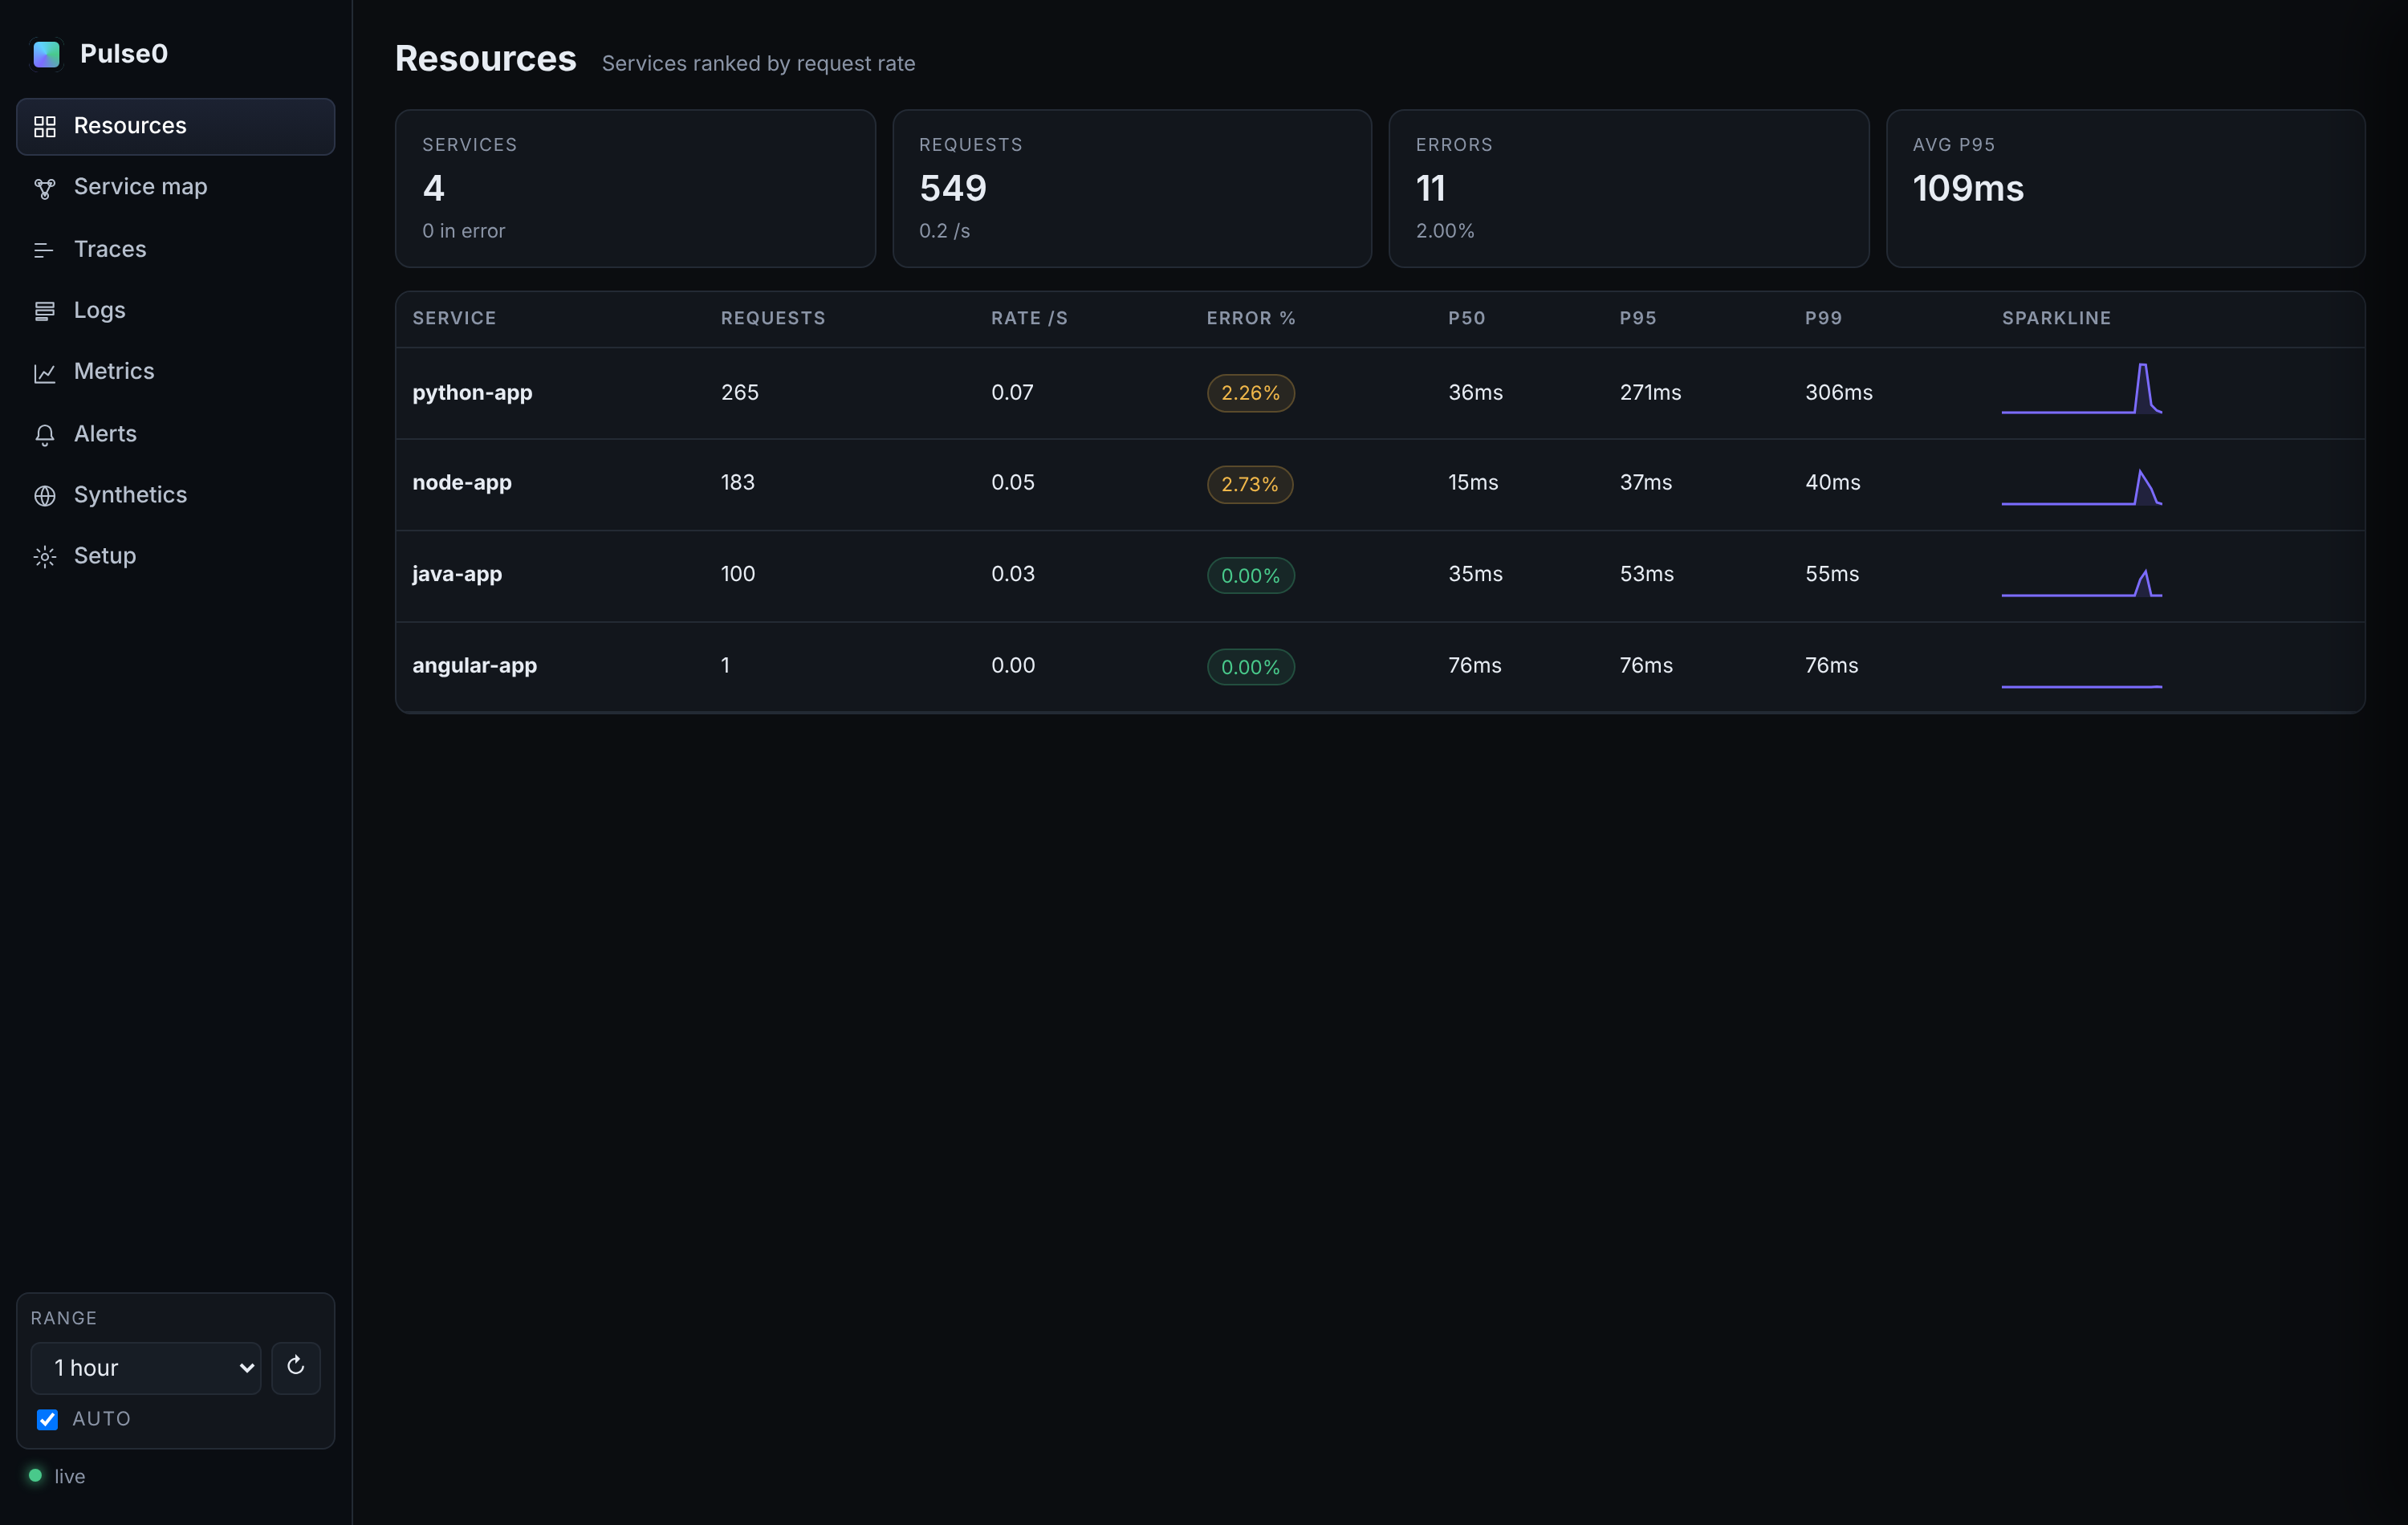 Pulse0
Resources
Service map
Traces
Logs
Metrics
Alerts
Synthetics
Setup
RANGE
1 hour
AUTO
live
Resources Services ranked by request rate
SERVICES
4
0 in error
REQUESTS
549
0.2 /s
ERRORS
11
2.00%
AVG P95
109ms
SERVICE REQUESTS RATE /S ERROR % P50 P95 P99 SPARKLINE
python-app 265 0.07 2.26% 36ms 271ms 306ms
node-app 183 0.05 2.73% 15ms 37ms 40ms
java-app 100 0.03 0.00% 35ms 53ms 55ms
angular-app 1 0.00 0.00% 76ms 76ms 76ms